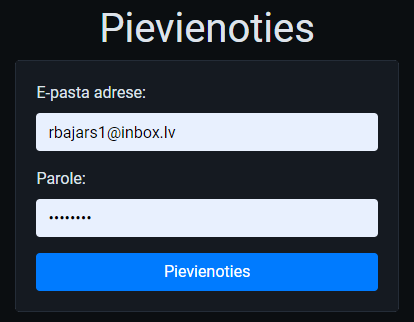 Pievienoties
E-pasta adrese:
rbajars1@inbox.lv
Parole:
••••••••
Pievienoties